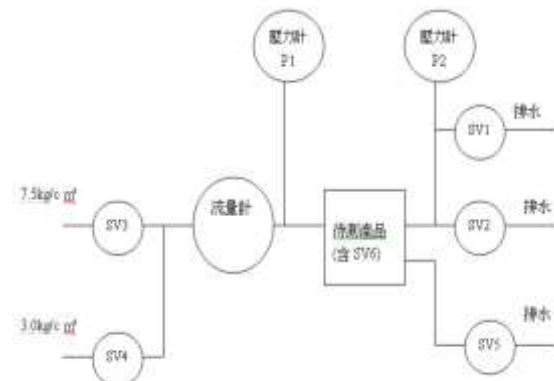 壓力計
P1
壓力計
P2
SV1
排水
7.5kg/c m²
SV3
流量計
待測產品
(含 SV6)
SV2
排水
3.0kg/c m²
SV4
SV5
排水